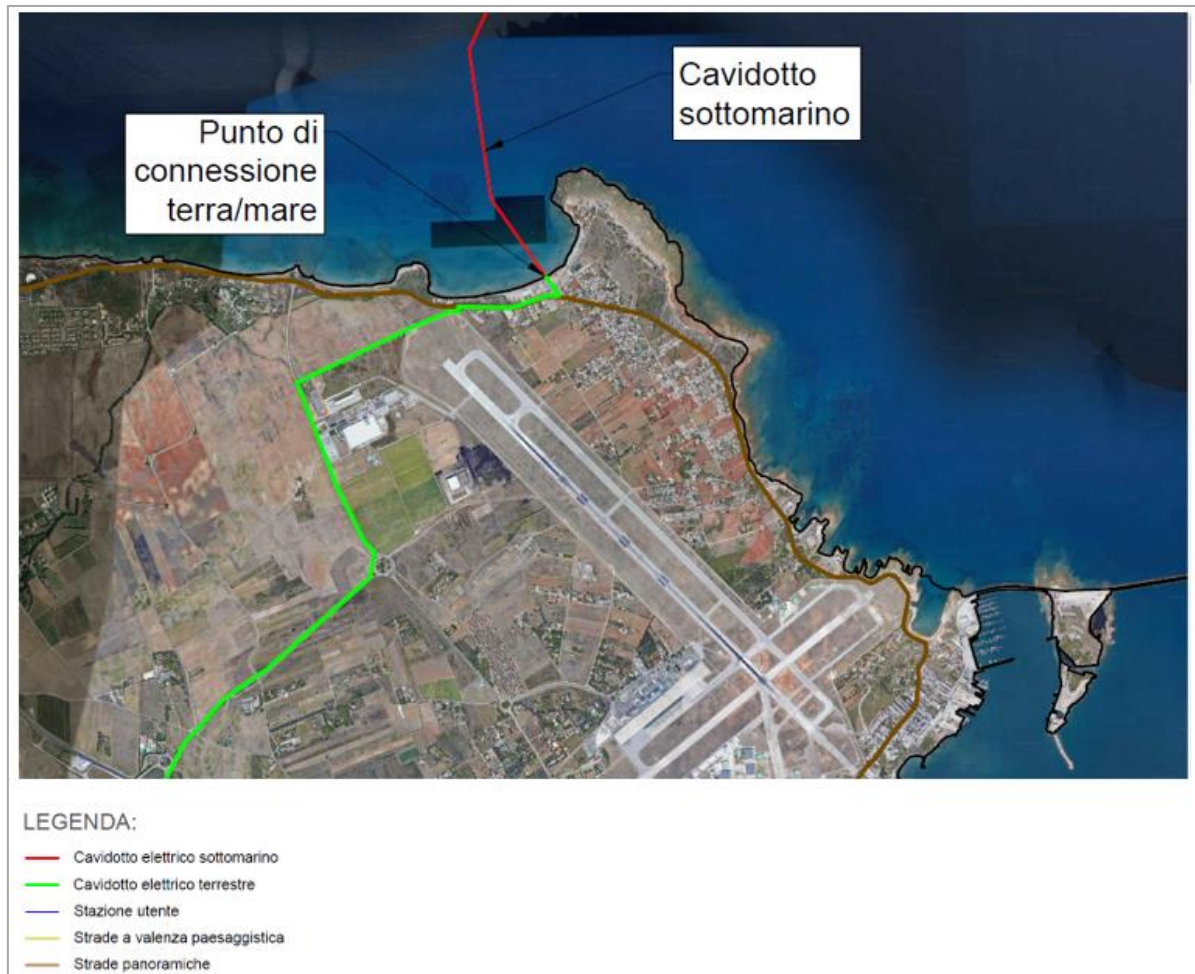 Cavidotto
sottomarino
Punto di
connessione
terra/mare
LEGENDA:
Cavidotto elettrico sottomarino
Cavidotto elettrico terrestre
Stazione utente
Strade a valenza paesaggistica
Strade panoramiche